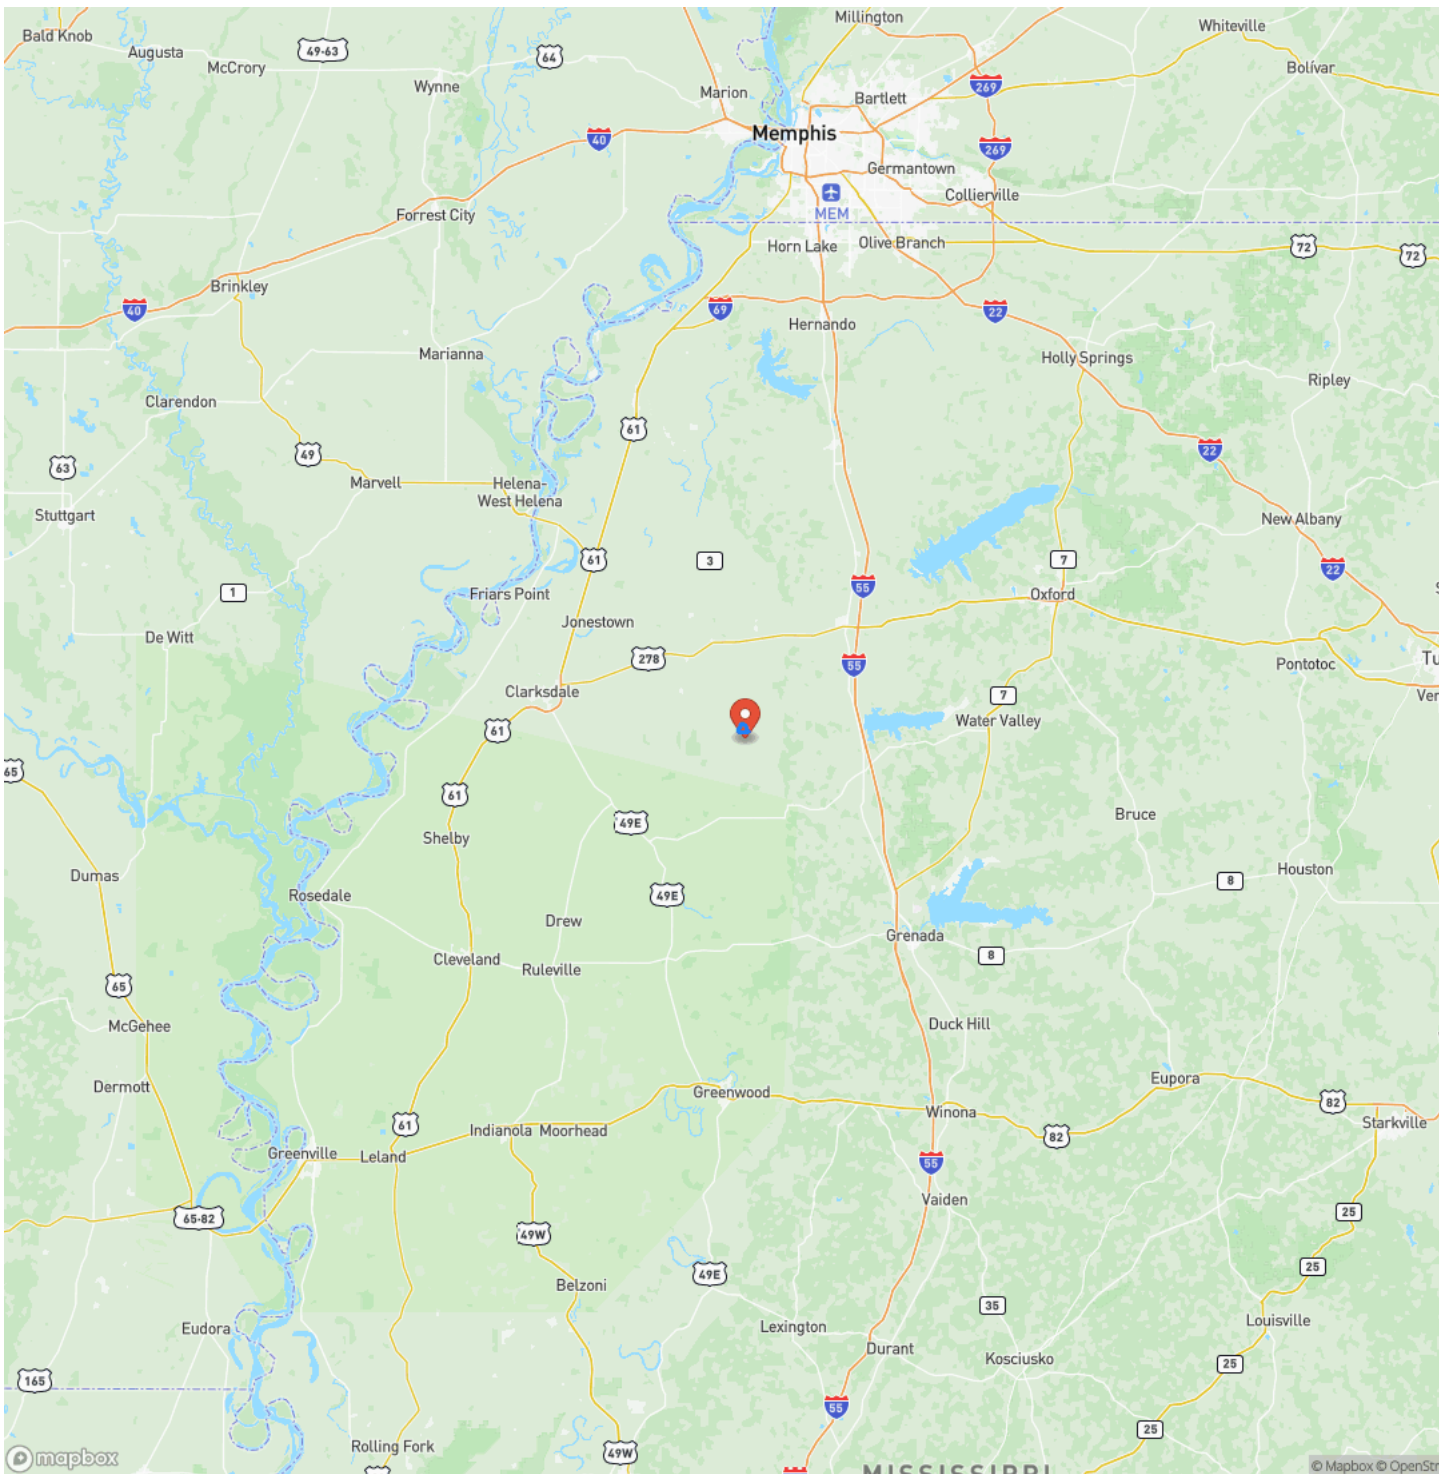 Millington
Whiteville
Bald Knob
Augusta
49-63
64
McCrory
Bolívar
Wynne
Marion
269
Bartlett
Memphis
40
269
Germantown
Collierville
MEM
Forrest City
Horn Lake
Olive Branch
72
72
Brinkley
40
69
22
Hernando
Marianna
Holly Springs
Ripley
Clarendon
61
49
22
63
Marvell
Helena-
West Helena
Stuttgart
New Albany
61
3
7
22
55
1
Friars Point
Oxford
Jonestown
De Witt
278
55
Pontotoc
Tu
Clarksdale
7
Ver
61
Water Valley
65
61
49E
Bruce
Shelby
Dumas
Houston
8
Rosedale
49E
Drew
Grenada
Cleveland
Ruleville
8
65
McGehee
Duck Hill
Dermott
Eupora
Greenwood
82
Winona
61
Indianola
Moorhead
82
Starkville
Greenville
Leland
55
Vaiden
65-82
25
49W
25
49E
Belzoni
35
Louisville
Eudora
Lexington
Durant
Kosciusko
25
165
55
25
Rolling Fork
49W
mapbox
© Mapbox © OpenStr
MISSISSIPPI